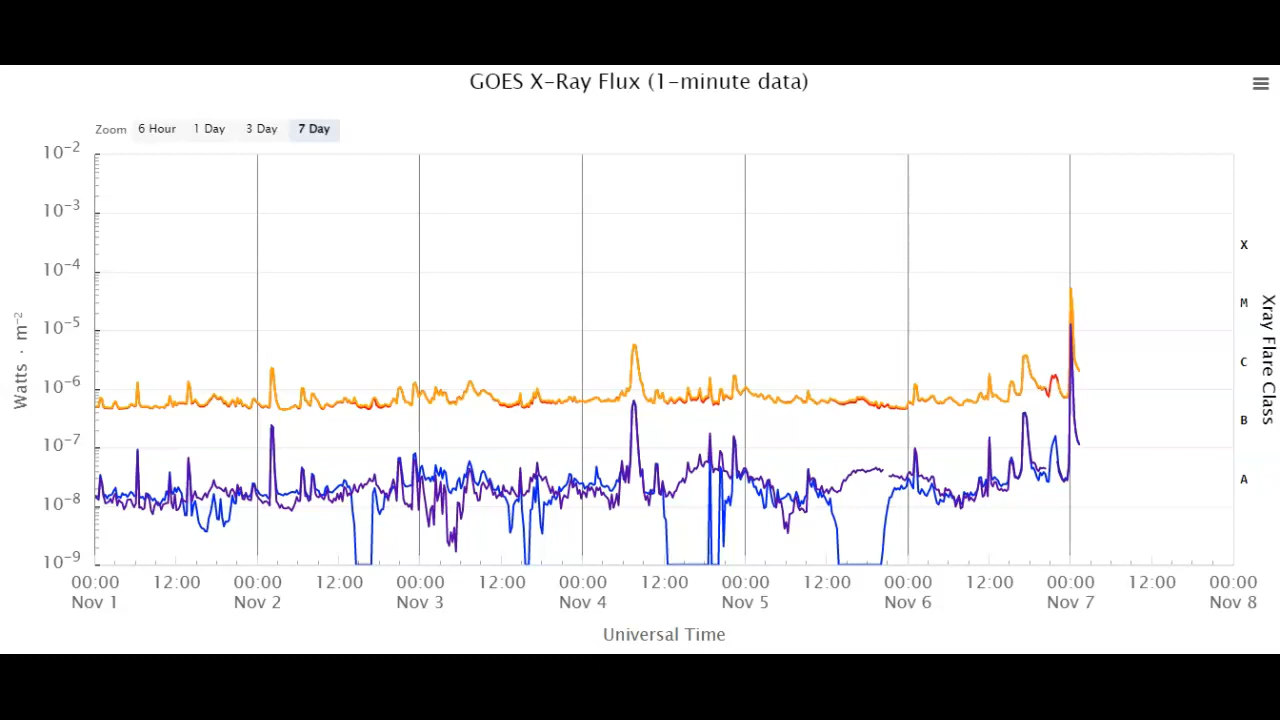 GOES X-Ray Flux (1-minute data)
Zoom 6 Hour 1 Day 3 Day 7 Day
10⁻²
10⁻³
10⁻⁴
10⁻⁵
10⁻⁶
10⁻⁷
10⁻⁸
10⁻⁹
Watts · m⁻²
X
M
C
B
A
Xray Flare Class
00:00 12:00 00:00 12:00 00:00 12:00 00:00 12:00 00:00 12:00 00:00 12:00 00:00 12:00 00:00
Nov 1 Nov 2 Nov 3 Nov 4 Nov 5 Nov 6 Nov 7 Nov 8
Universal Time